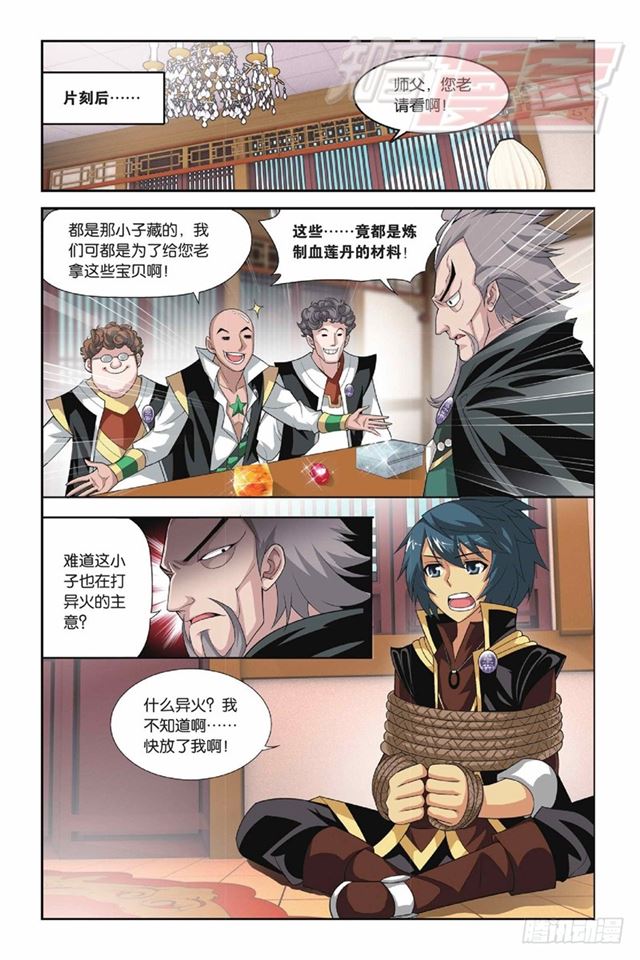 知音漫客
片刻后……
师父，您老
请看啊！
都是那小子藏的，我
们可都是为了给您老
拿这些宝贝啊！
这些……竟都是炼
制血莲丹的材料！
难道这小
子也在打
异火的主
意？
什么异火？我
不知道啊……
快放了我啊！
腾讯动漫